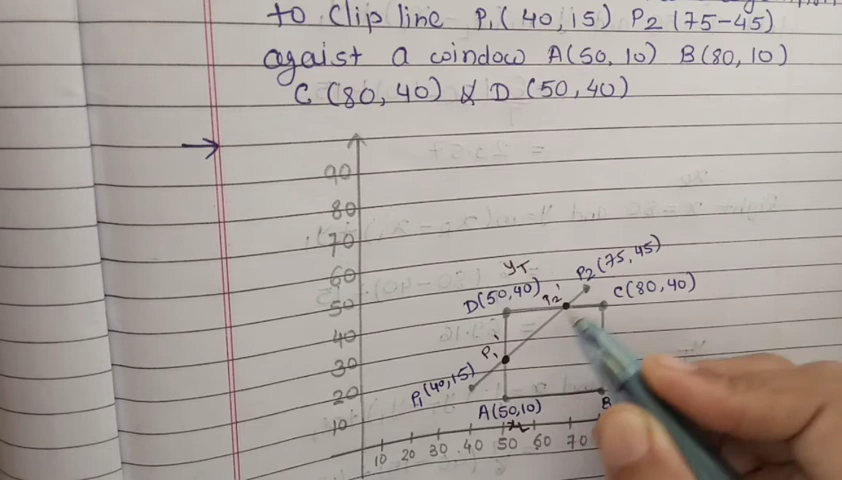 to clip line P1(40,15) P2(75-45)
agaist a window A(50,10) B(80,10)
C(80,40) & D(50,40)
90
80
70
60
50
40
30
20
10
yT
P2(75,45)
D(50,40)
C(80,40)
P1'
P1(40,15)
A(50,10)
B
xL
10 20 30 40 50 60 70